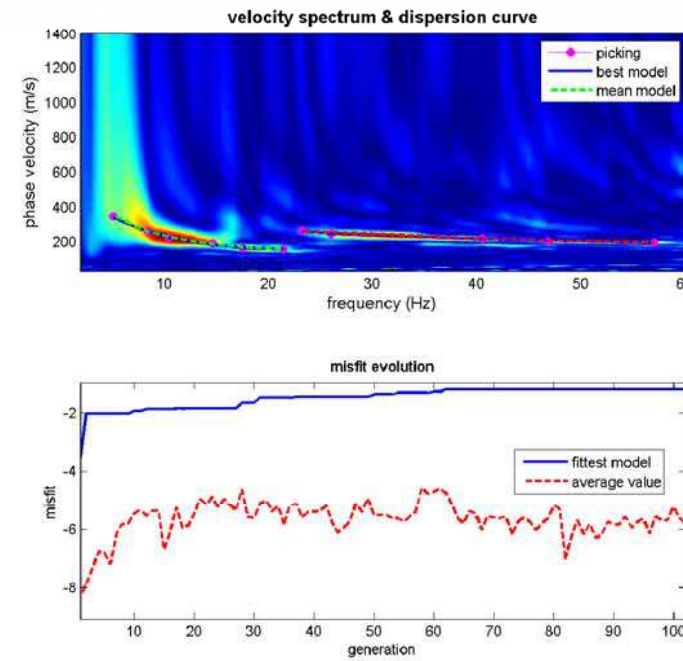 velocity spectrum & dispersion curve
1400
1200
1000
800
600
400
200
phase velocity (m/s)
picking
best model
mean model
10 20 30 40 50 6
frequency (Hz)
misfit evolution
-2
-4
-6
-8
misfit
fittest model
average value
10 20 30 40 50 60 70 80 90 100
generation